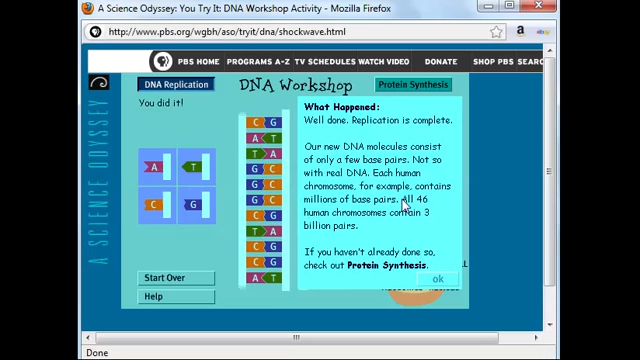 A Science Odyssey: You Try It: DNA Workshop Activity - Mozilla Firefox
http://www.pbs.org/wgbh/aso/tryit/dna/shockwave.html
PBS
PBS HOME PROGRAMS A-Z TV SCHEDULES WATCH VIDEO DONATE SHOP PBS SEARC
A SCIENCE ODYSSEY
DNA Replication
DNA Workshop
Protein Synthesis
You did it!
A T
C G
C G
A T
T A
C G
C G
C G
G C
C G
T A
C G
C G
A T
What Happened:
Well done. Replication is complete.
Our new DNA molecules consist
of only a few base pairs. Not so
with real DNA. Each human
chromosome, for example, contains
millions of base pairs. All 46
human chromosomes contain 3
billion pairs.
If you haven't already done so,
check out Protein Synthesis.
ok
Start Over
Help
Done